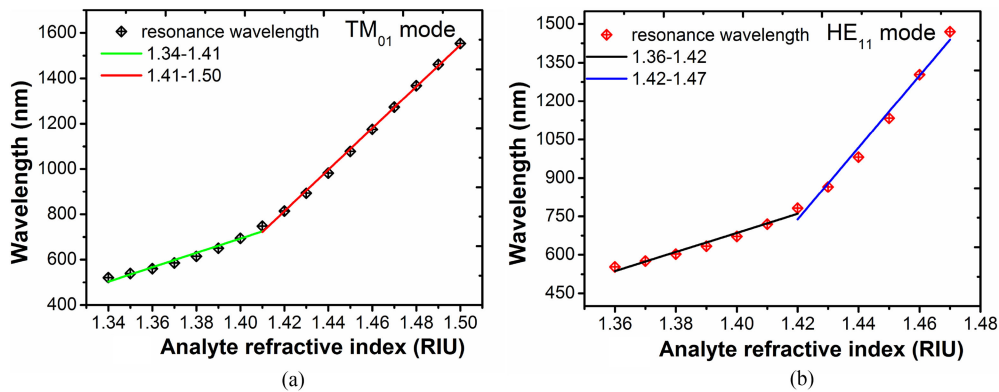 TM01 mode
resonance wavelength
1.34-1.41
1.41-1.50
1600
1400
1200
1000
800
600
400
Wavelength (nm)
1.34 1.36 1.38 1.40 1.42 1.44 1.46 1.48 1.50
Analyte refractive index (RIU)
(a)
HE11 mode
resonance wavelength
1.36-1.42
1.42-1.47
1500
1350
1200
1050
900
750
600
450
Wavelength (nm)
1.36 1.38 1.40 1.42 1.44 1.46 1.48
Analyte refractive index (RIU)
(b)